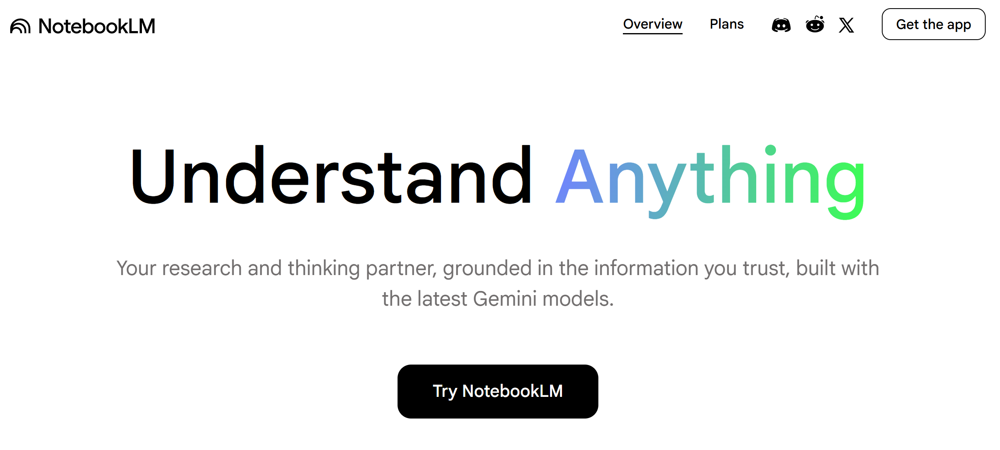 NotebookLM
Overview
Plans
Get the app
Understand Anything
Your research and thinking partner, grounded in the information you trust, built with
the latest Gemini models.
Try NotebookLM